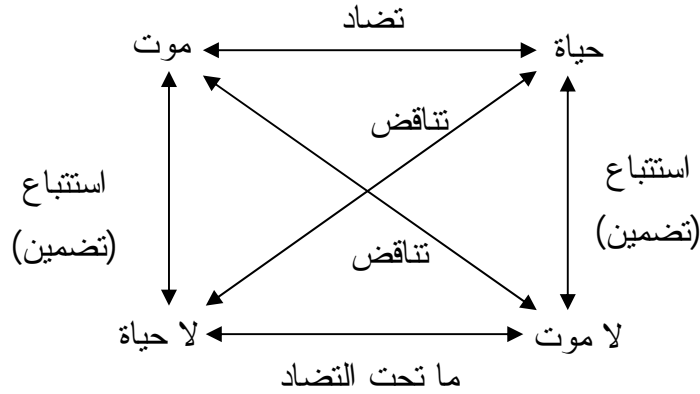 تضاد
حياة
موت
تناقض
استتباع
(تضمين)
استتباع
(تضمين)
تناقض
لا موت
لا حياة
ما تحت التضاد